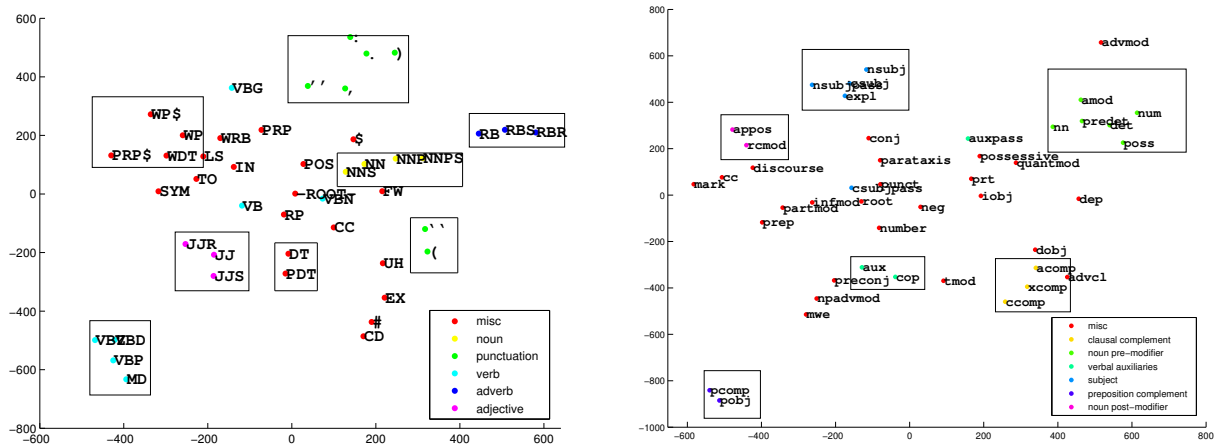 600
400
200
0
−200
−400
−600
−800
−600
−400
−200
0
200
400
600
:
.
)
' '
,
VBG
WP$
WP
WRB
PRP
$
RB
RBS
RBR
PRP$
WDT
LS
IN
POS
NN
NNP
NNPS
NNS
TO
SYM
−ROOT−
VBN
FW
VB
RP
CC
` `
(
JJR
JJ
JJS
DT
PDT
UH
EX
#
CD
VBZ
VBD
VBP
MD
misc
noun
punctuation
verb
adverb
adjective
800
600
400
200
0
−200
−400
−600
−800
−1000
−600
−400
−200
0
200
400
600
800
advmod
nsubj
csubj
nsubjpass
expl
amod
num
predet
det
nn
poss
appos
rcmod
conj
auxpass
parataxis
possessive
quantmod
discourse
cc
mark
punct
prt
csubjpass
iobj
dep
infmod
root
partmod
neg
prep
number
dobj
aux
cop
acomp
advcl
preconj
tmod
xcomp
npadvmod
ccomp
mwe
pcomp
pobj
misc
clausal complement
noun pre−modifier
verbal auxiliaries
subject
preposition complement
noun post−modifier